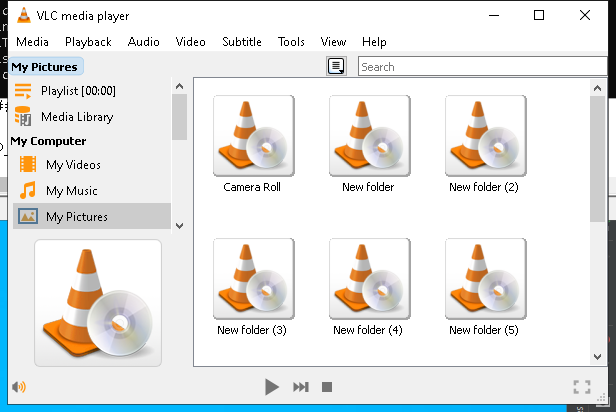 VLC media player
Media Playback Audio Video Subtitle Tools View Help
My Pictures
Search
Playlist [00:00]
Media Library
My Computer
My Videos
My Music
My Pictures
Camera Roll
New folder
New folder (2)
New folder (3)
New folder (4)
New folder (5)